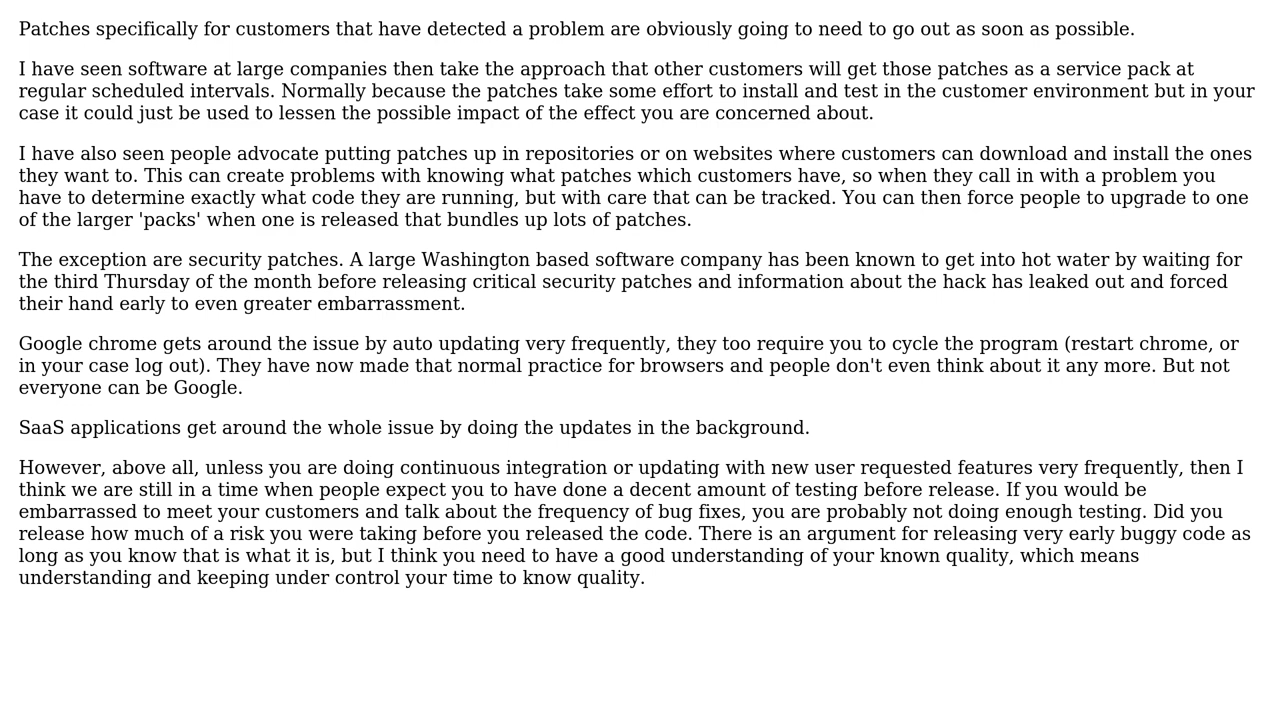 Patches specifically for customers that have detected a problem are obviously going to need to go out as soon as possible.
I have seen software at large companies then take the approach that other customers will get those patches as a service pack at
regular scheduled intervals. Normally because the patches take some effort to install and test in the customer environment but in your
case it could just be used to lessen the possible impact of the effect you are concerned about.
I have also seen people advocate putting patches up in repositories or on websites where customers can download and install the ones
they want to. This can create problems with knowing what patches which customers have, so when they call in with a problem you
have to determine exactly what code they are running, but with care that can be tracked. You can then force people to upgrade to one
of the larger 'packs' when one is released that bundles up lots of patches.
The exception are security patches. A large Washington based software company has been known to get into hot water by waiting for
the third Thursday of the month before releasing critical security patches and information about the hack has leaked out and forced
their hand early to even greater embarrassment.
Google chrome gets around the issue by auto updating very frequently, they too require you to cycle the program (restart chrome, or
in your case log out). They have now made that normal practice for browsers and people don't even think about it any more. But not
everyone can be Google.
SaaS applications get around the whole issue by doing the updates in the background.
However, above all, unless you are doing continuous integration or updating with new user requested features very frequently, then I
think we are still in a time when people expect you to have done a decent amount of testing before release. If you would be
embarrassed to meet your customers and talk about the frequency of bug fixes, you are probably not doing enough testing. Did you
release how much of a risk you were taking before you released the code. There is an argument for releasing very early buggy code as
long as you know that is what it is, but I think you need to have a good understanding of your known quality, which means
understanding and keeping under control your time to know quality.